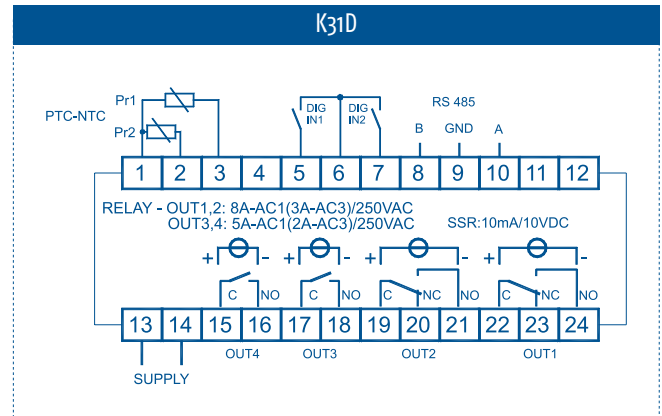 K31D
Pr1
PTC-NTC
Pr2
DIG IN1
DIG IN2
RS 485
B GND A
1 2 3 4 5 6 7 8 9 10 11 12
RELAY - OUT1,2: 8A-AC1(3A-AC3)/250VAC
OUT3,4: 5A-AC1(2A-AC3)/250VAC
SSR:10mA/10VDC
+ - + - + - + -
C NO C NO C NC NO C NC NO
13 14 15 16 17 18 19 20 21 22 23 24
OUT4 OUT3 OUT2 OUT1
SUPPLY